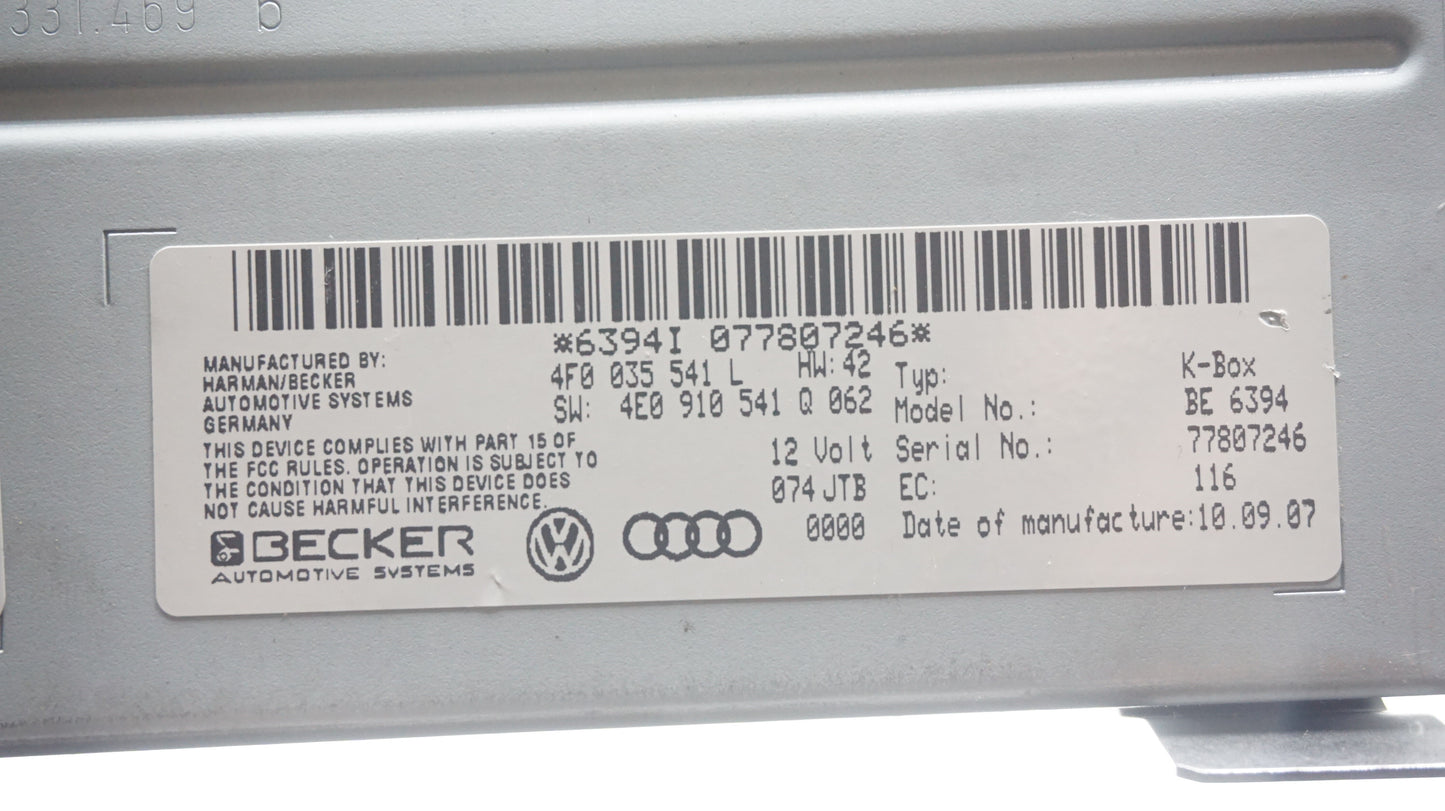 331.469 b
*6394I 077807246*
MANUFACTURED BY:
HARMAN/BECKER
AUTOMOTIVE SYSTEMS
GERMANY
THIS DEVICE COMPLIES WITH PART 15 OF
THE FCC RULES. OPERATION IS SUBJECT TO
THE CONDITION THAT THIS DEVICE DOES
NOT CAUSE HARMFUL INTERFERENCE.
BECKER
AUTOMOTIVE SYSTEMS
4F0 035 541 L HW: 42
SW: 4E0 910 541 Q 062
12 Volt
074 JTB
0000
Typ: K-Box
Model No.: BE 6394
Serial No.: 77807246
EC: 116
Date of manufacture: 10.09.07